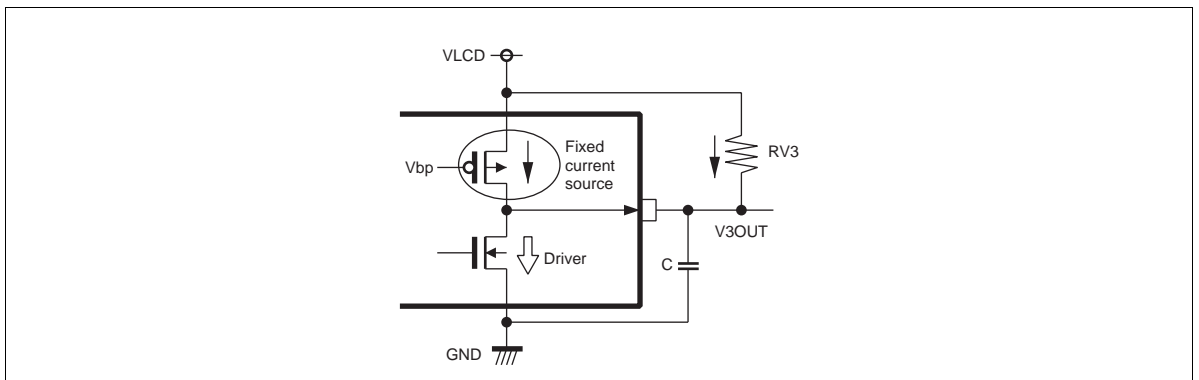 VLCD
Vbp
Fixed
current
source
RV3
V3OUT
Driver
C
GND